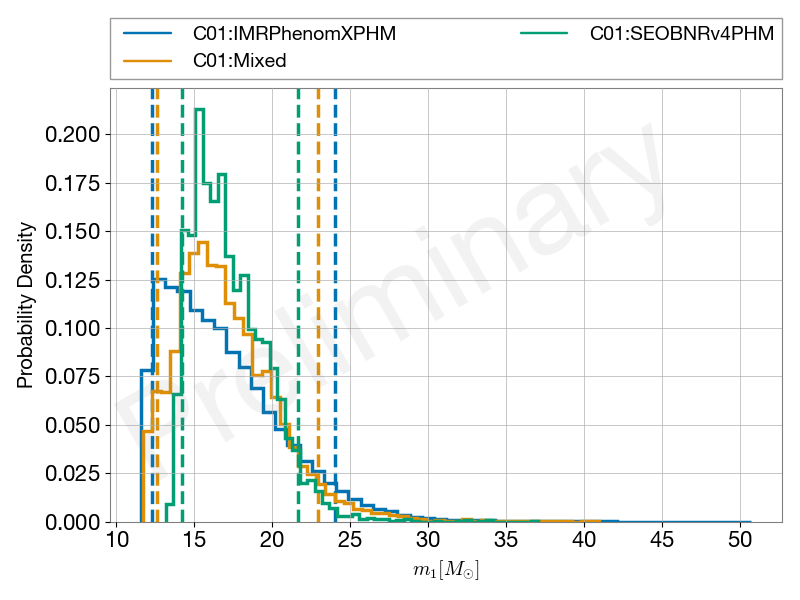 C01:IMRPhenomXPHM
C01:SEOBNRv4PHM
C01:Mixed
Preliminary
Probability Density
0.200
0.175
0.150
0.125
0.100
0.075
0.050
0.025
0.000
10 15 20 25 30 35 40 45 50
m₁[M⊙]